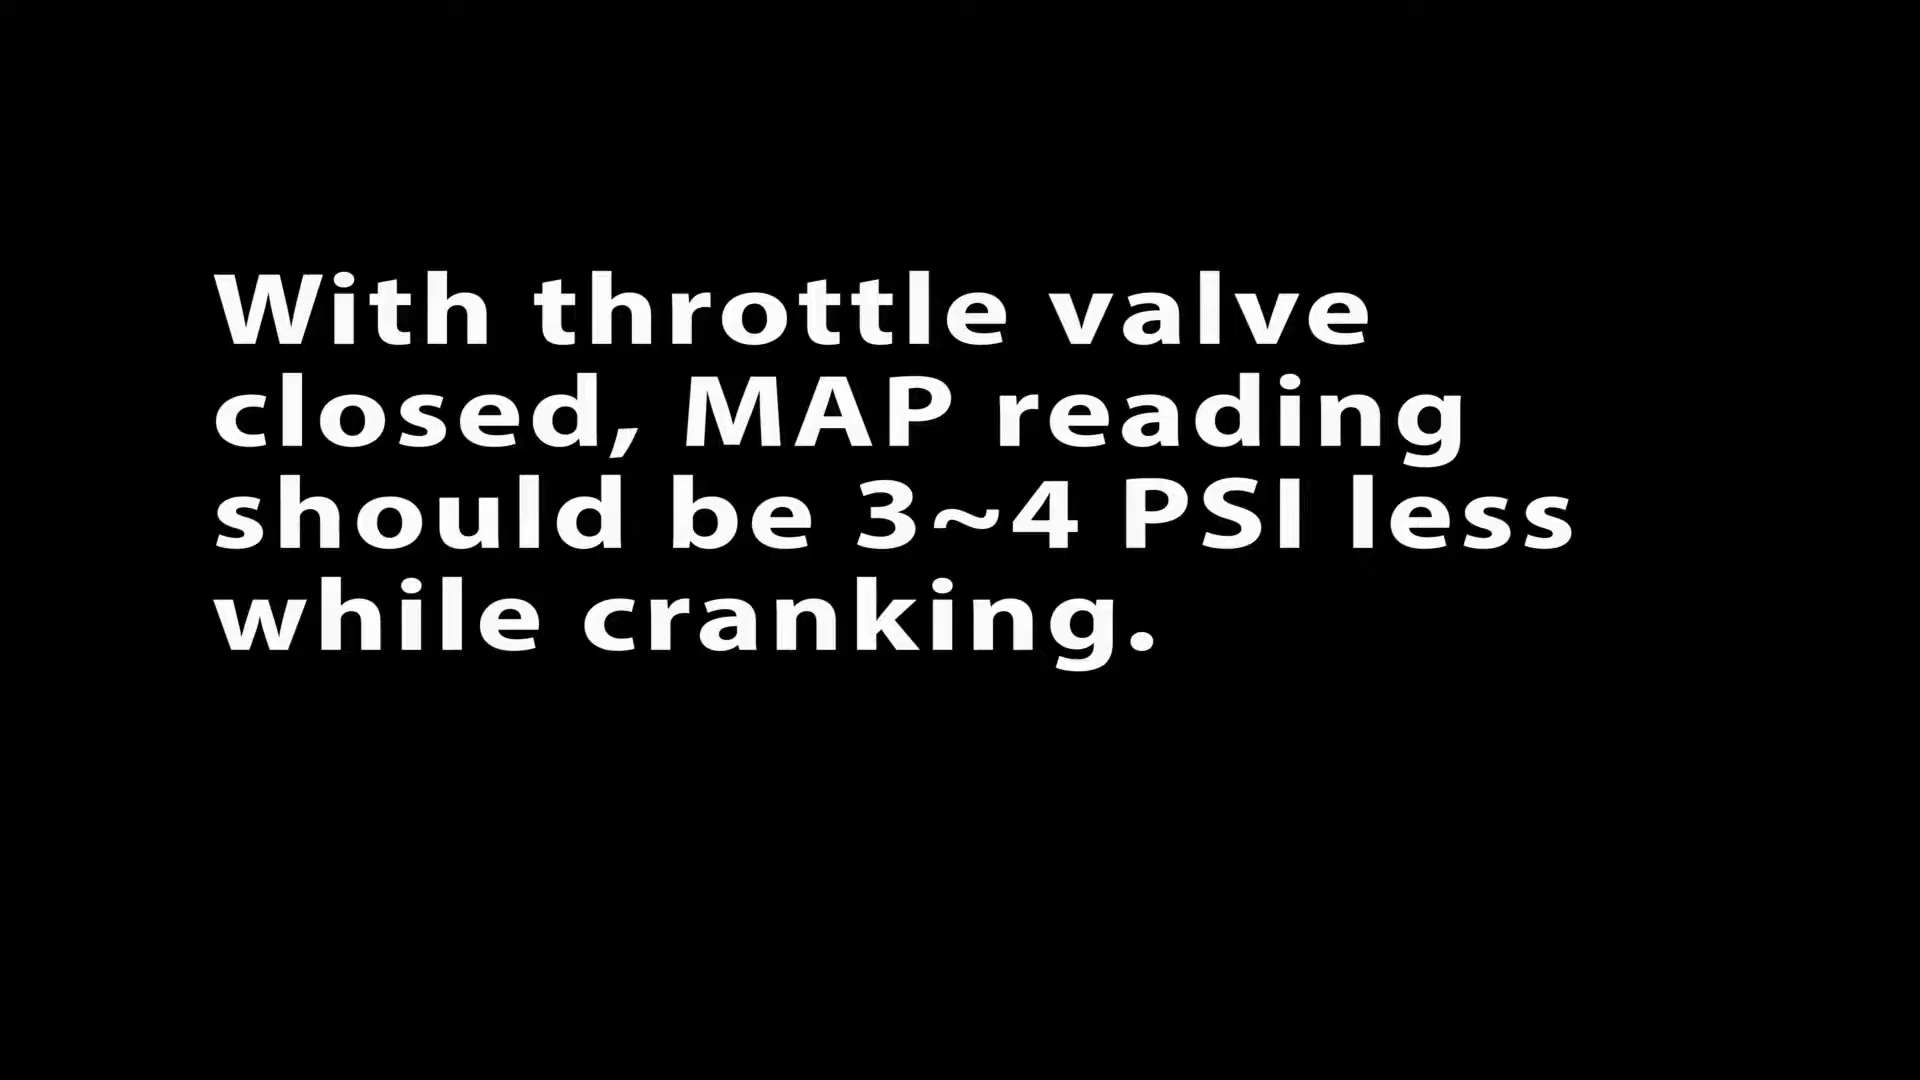 With throttle valve
closed, MAP reading
should be 3~4 PSI less
while cranking.